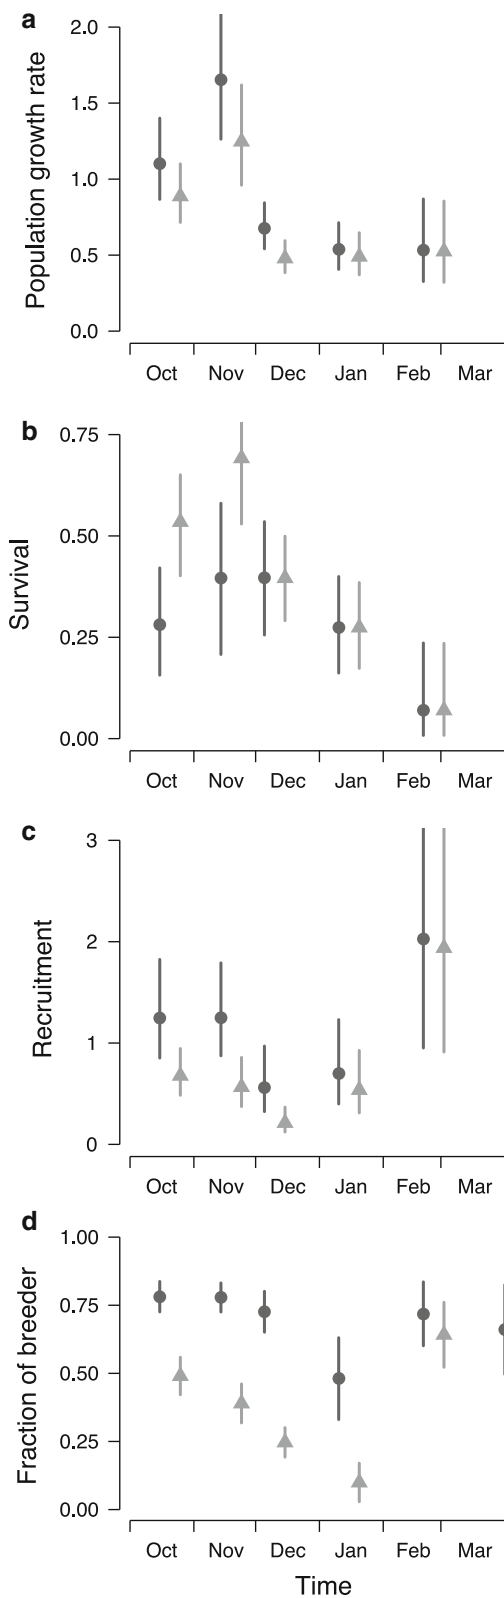 a
Population growth rate
2.0
1.5
1.0
0.5
0.0
Oct Nov Dec Jan Feb Mar
b
Survival
0.75
0.50
0.25
0.00
Oct Nov Dec Jan Feb Mar
c
Recruitment
3
2
1
0
Oct Nov Dec Jan Feb Mar
d
Fraction of breeder
1.00
0.75
0.50
0.25
0.00
Oct Nov Dec Jan Feb Mar
Time